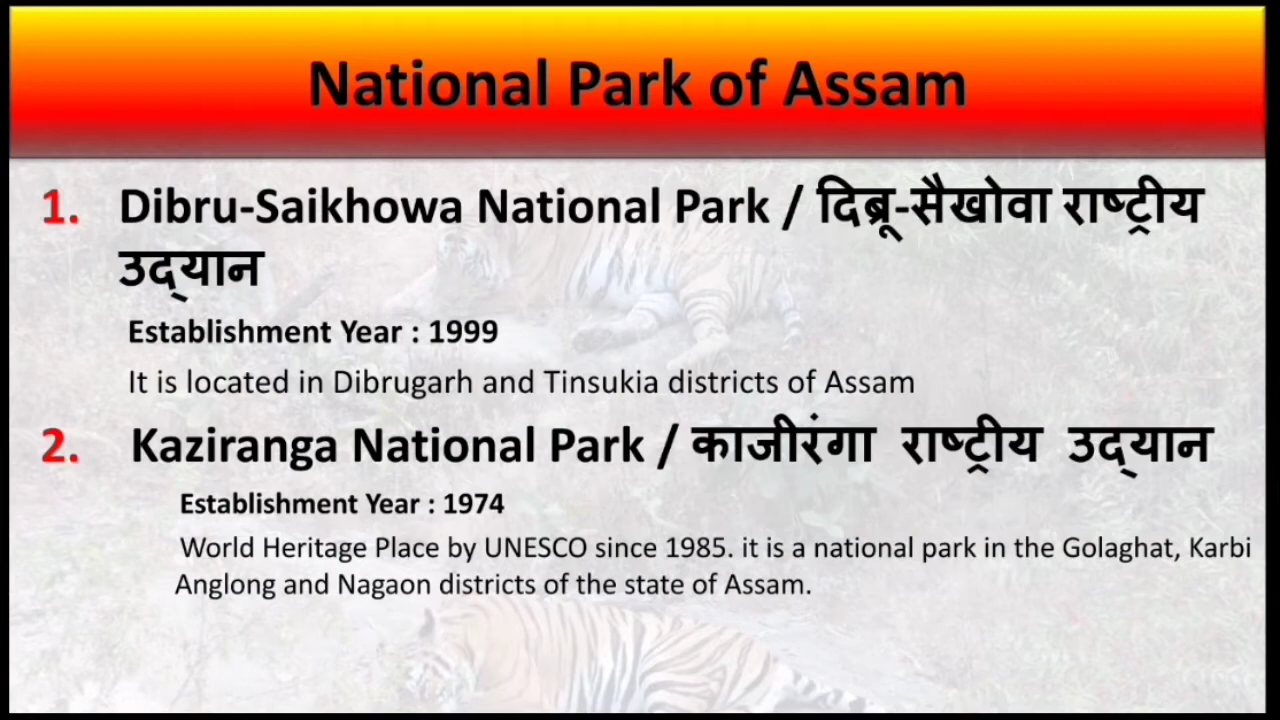 National Park of Assam
1. Dibru-Saikhowa National Park / दिब्रू-सैखोवा राष्ट्रीय
उद्यान
Establishment Year : 1999
It is located in Dibrugarh and Tinsukia districts of Assam
2. Kaziranga National Park / काजीरंगा राष्ट्रीय उद्यान
Establishment Year : 1974
World Heritage Place by UNESCO since 1985. it is a national park in the Golaghat, Karbi
Anglong and Nagaon districts of the state of Assam.